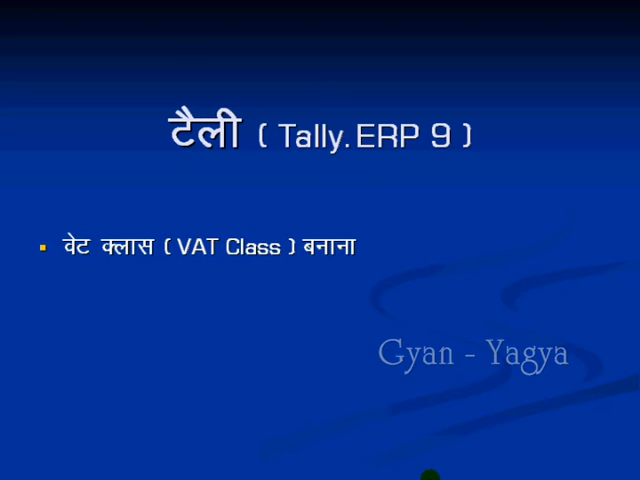 टैली ( Tally.ERP 9 )
▪ वेट क्लास ( VAT Class ) बनाना
Gyan - Yagya